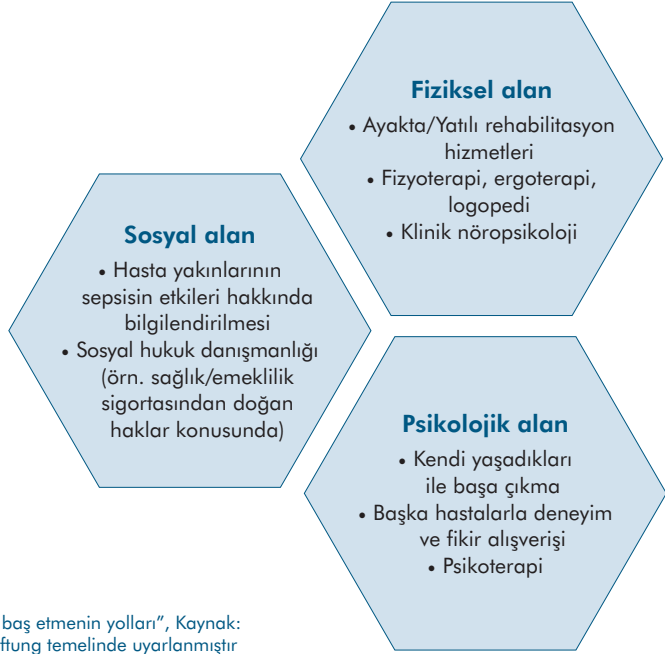 Fiziksel alan
• Ayakta/Yatılı rehabilitasyon
hizmetleri
• Fizyoterapi, ergoterapi,
logopedi
• Klinik nöropsikoloji
Sosyal alan
• Hasta yakınlarının
sepsisin etkileri hakkında
bilgilendirilmesi
• Sosyal hukuk danışmanlığı
(örn. sağlık/emeklilik
sigortasından doğan
haklar konusunda)
Psikolojik alan
• Kendi yaşadıkları
ile başa çıkma
• Başka hastalarla deneyim
ve fikir alışverişi
• Psikoterapi
baş etmenin yolları”, Kaynak:
ftung temelinde uyarlanmıştır